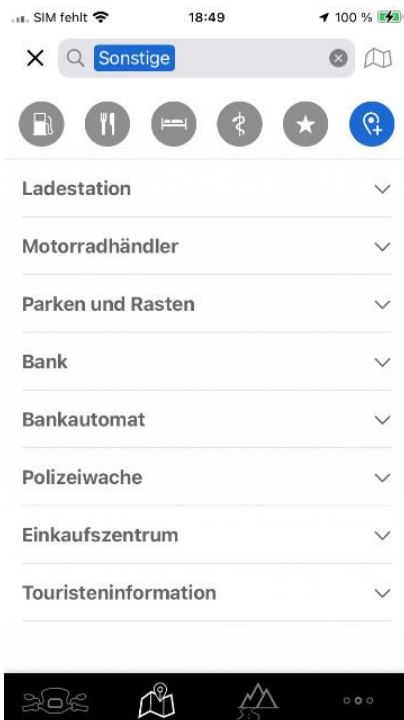 SIM fehlt 18:49 100 %
Sonstige
Ladestation
Motorradhändler
Parken und Rasten
Bank
Bankautomat
Polizeiwache
Einkaufszentrum
Touristeninformation